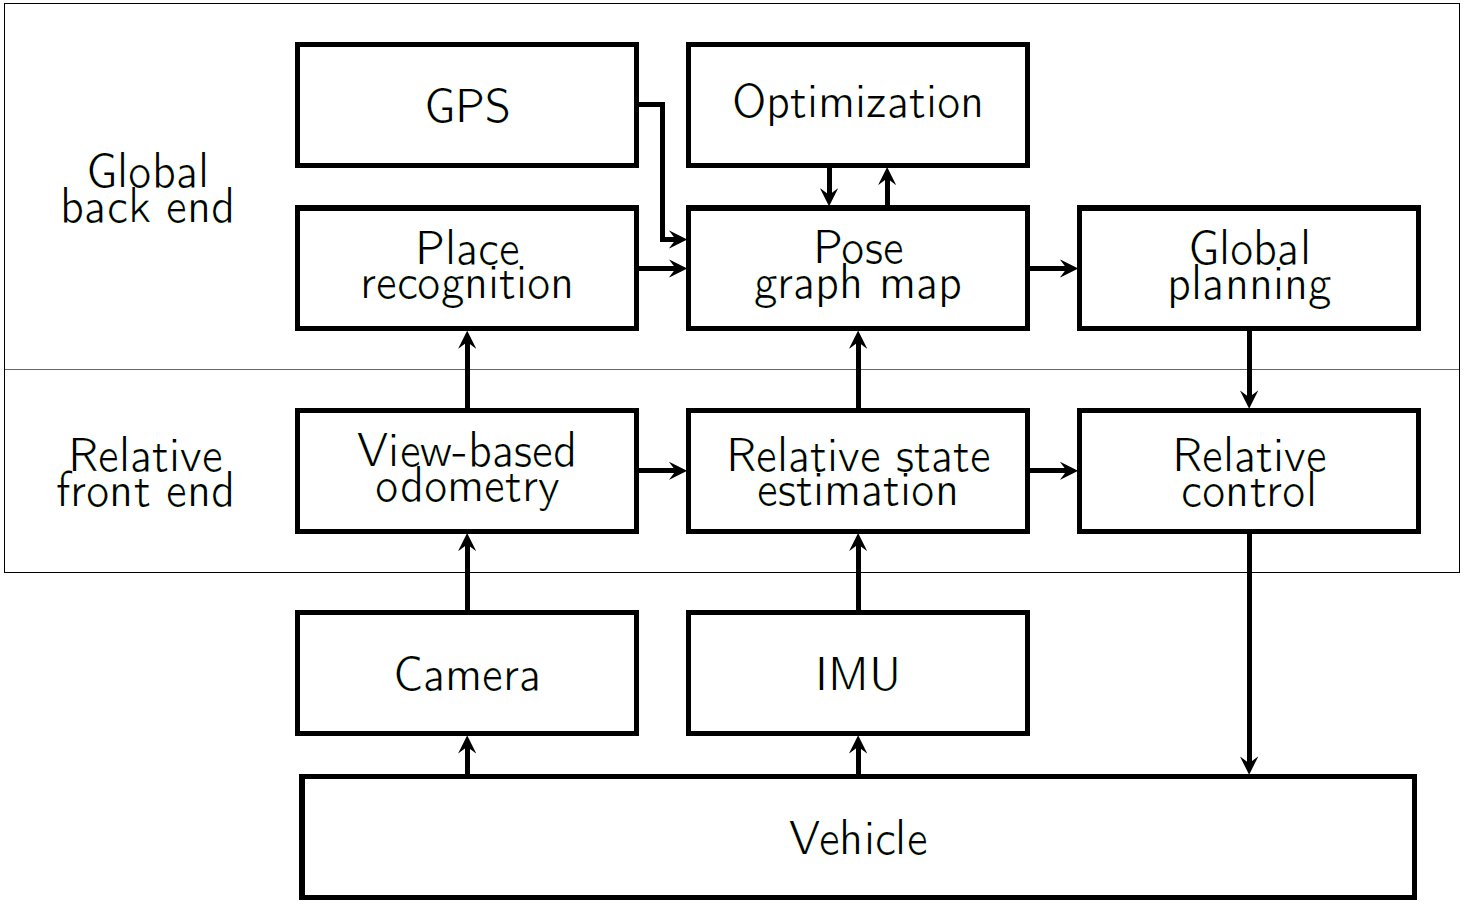 GPS
Optimization
Global
back end
Place
recognition
Pose
graph map
Global
planning
Relative
front end
View-based
odometry
Relative state
estimation
Relative
control
Camera
IMU
Vehicle